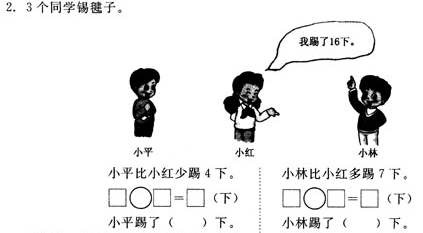 2. 3个同学锡毽子。
我踢了16下。
小平 小红 小林
小平比小红少踢4下。
□○□=□(下)
小平踢了( )下。
小林比小红多踢7下。
□○□=□(下)
小林踢了( )下。